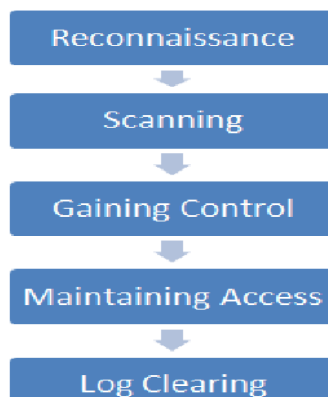 Reconnaissance
Scanning
Gaining Control
Maintaining Access
Log Clearing